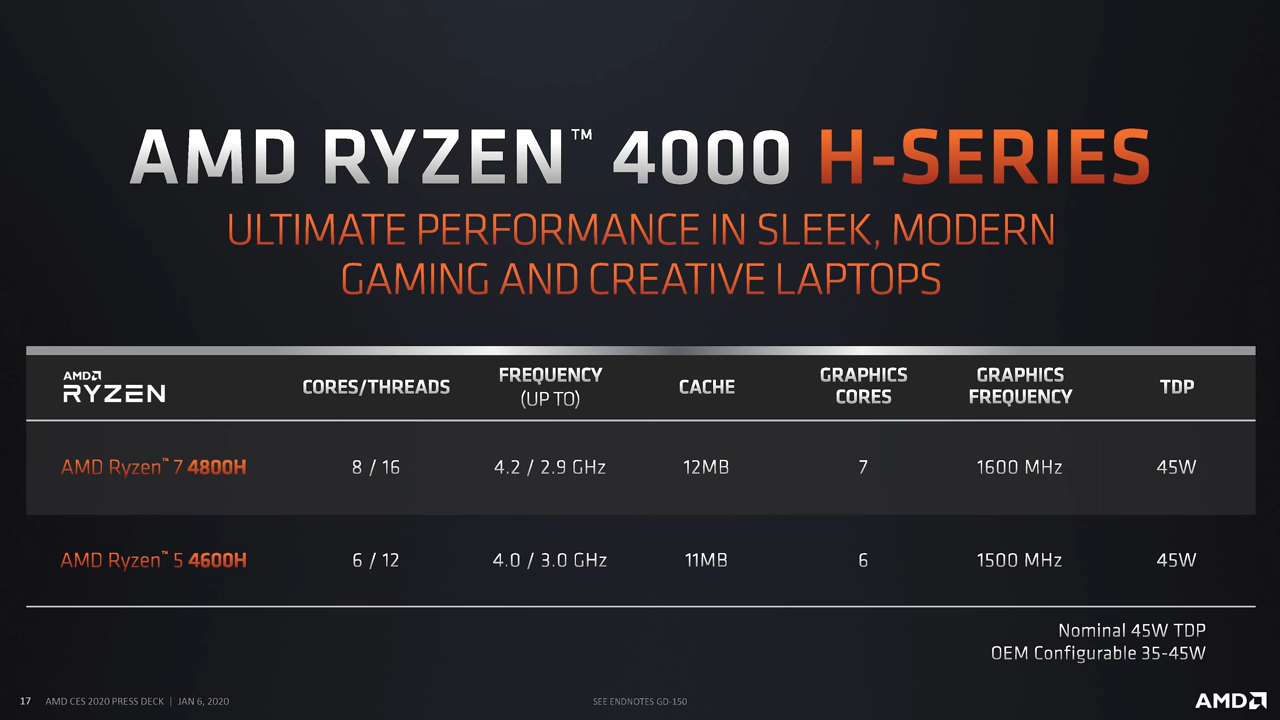 AMD RYZEN™ 4000 H-SERIES
ULTIMATE PERFORMANCE IN SLEEK, MODERN
GAMING AND CREATIVE LAPTOPS
AMD RYZEN CORES/THREADS FREQUENCY (UP TO) CACHE GRAPHICS CORES GRAPHICS FREQUENCY TDP
AMD Ryzen™ 7 4800H 8 / 16 4.2 / 2.9 GHz 12MB 7 1600 MHz 45W
AMD Ryzen™ 5 4600H 6 / 12 4.0 / 3.0 GHz 11MB 6 1500 MHz 45W
Nominal 45W TDP
OEM Configurable 35-45W
17 AMD CES 2020 PRESS DECK | JAN 6, 2020 SEE ENDNOTES GD-150 AMD